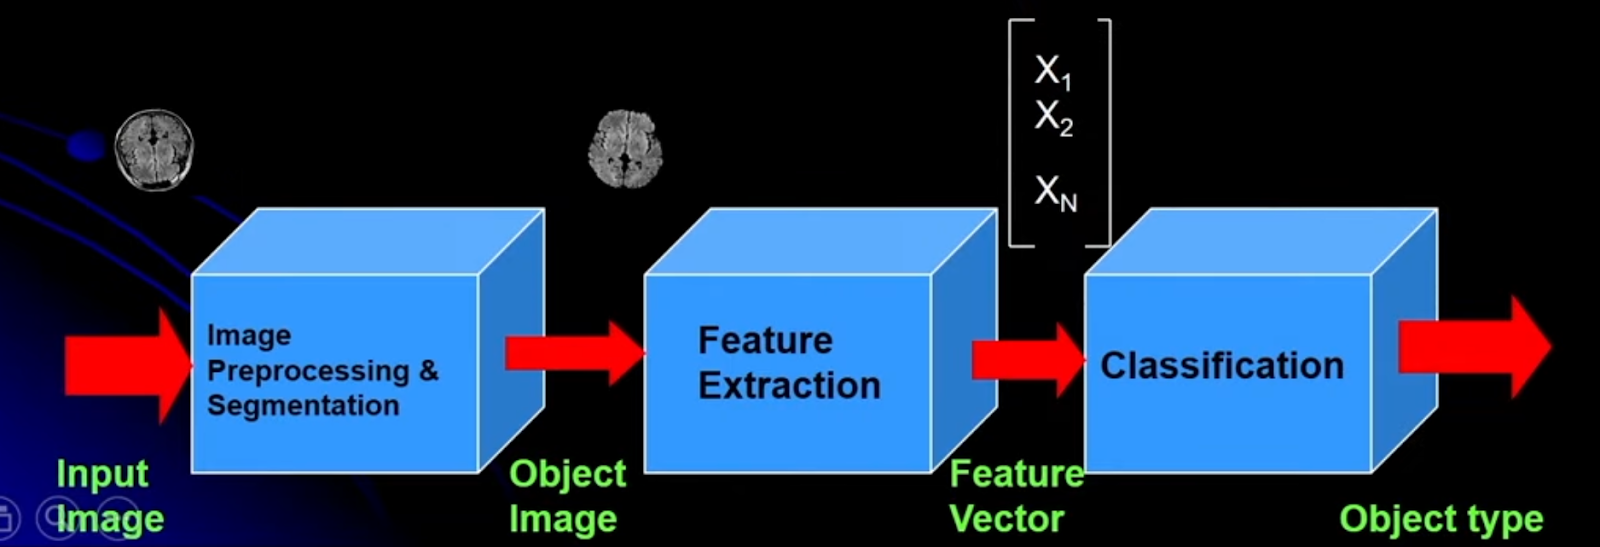 X1
X2
XN
Image
Preprocessing &
Segmentation
Feature
Extraction
Classification
Input
Image
Object
Image
Feature
Vector
Object type